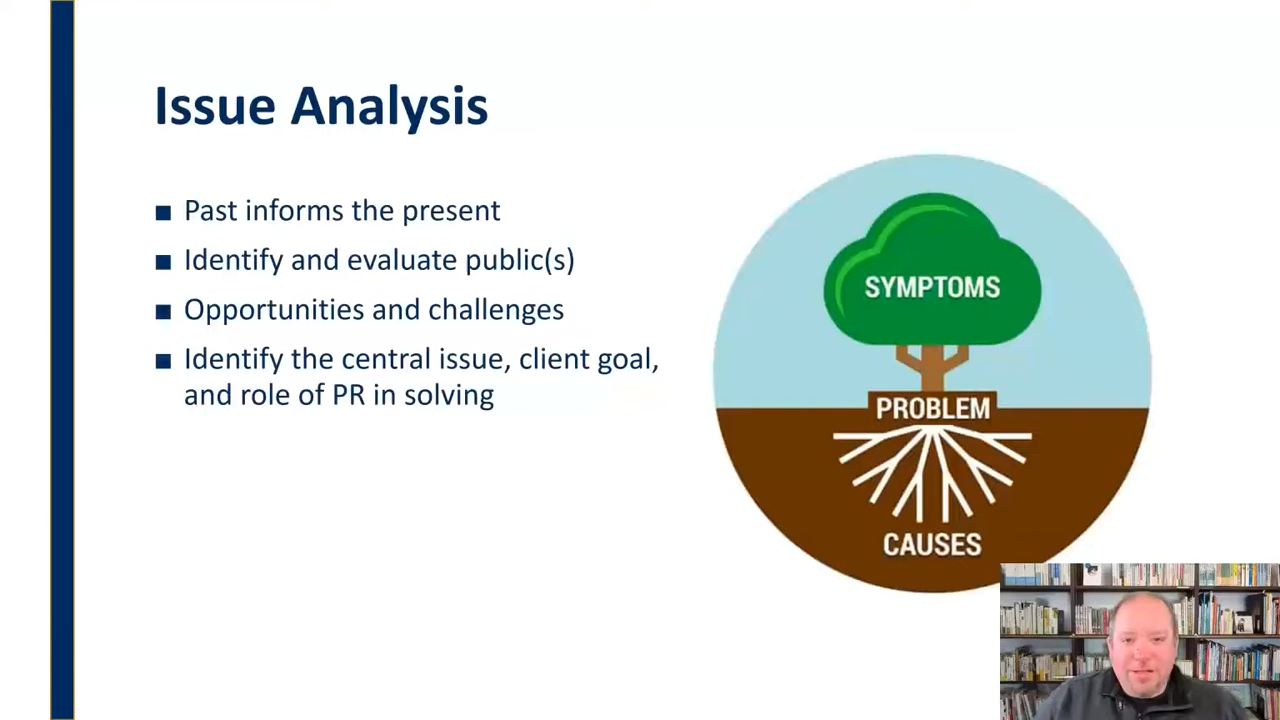 Issue Analysis
■ Past informs the present
■ Identify and evaluate public(s)
■ Opportunities and challenges
■ Identify the central issue, client goal,
and role of PR in solving
SYMPTOMS
PROBLEM
CAUSES